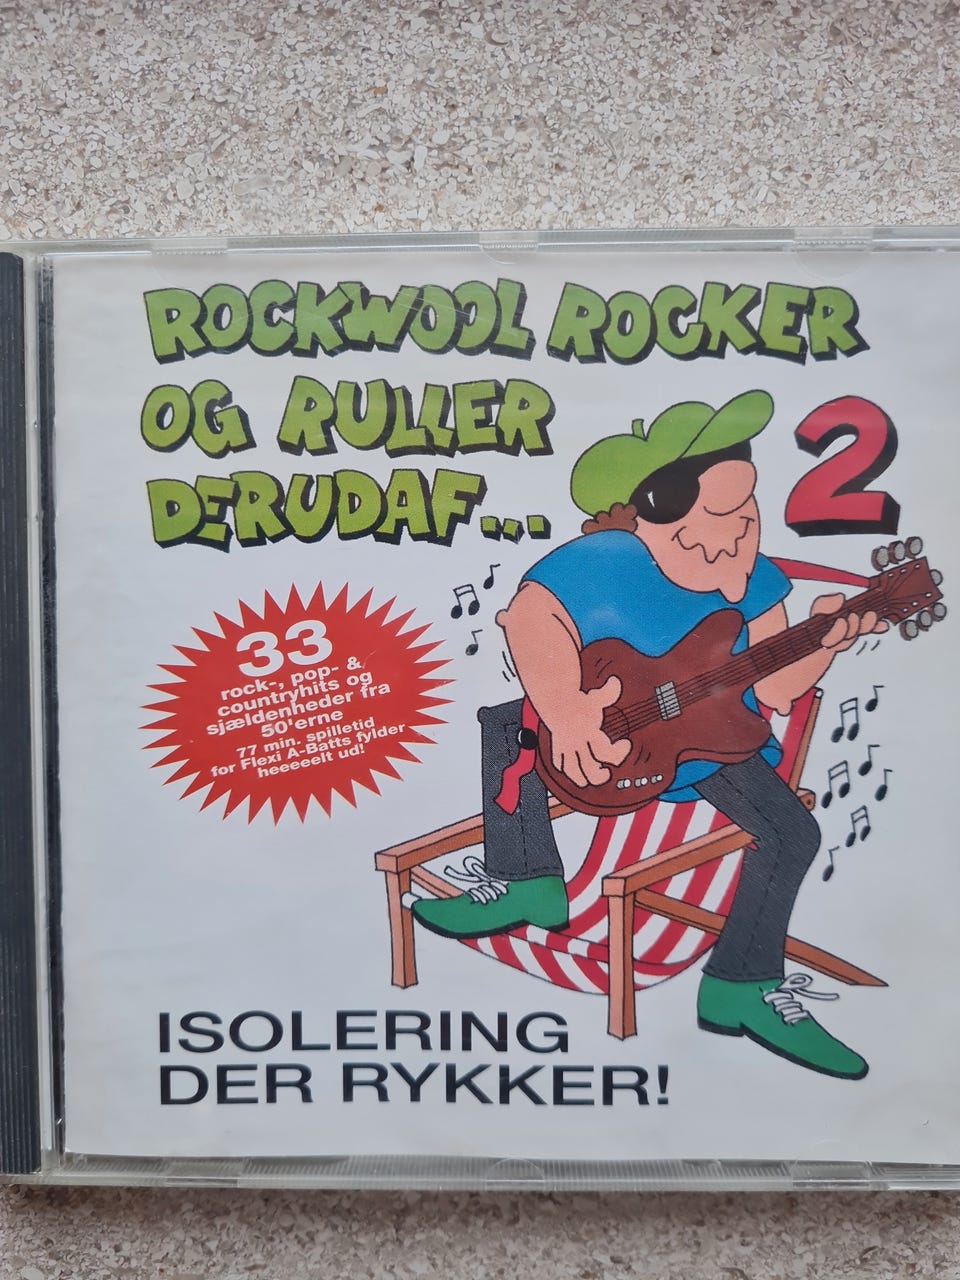 ROCKWOOL ROCKER
OG RULLER
DERUDAF...
2
33
rock-, pop- &
countryhits og
sjældenheder fra
50'erne
77 min. spilletid
for Flexi A-Batts fylder
heeeeelt ud!
ISOLERING
DER RYKKER!